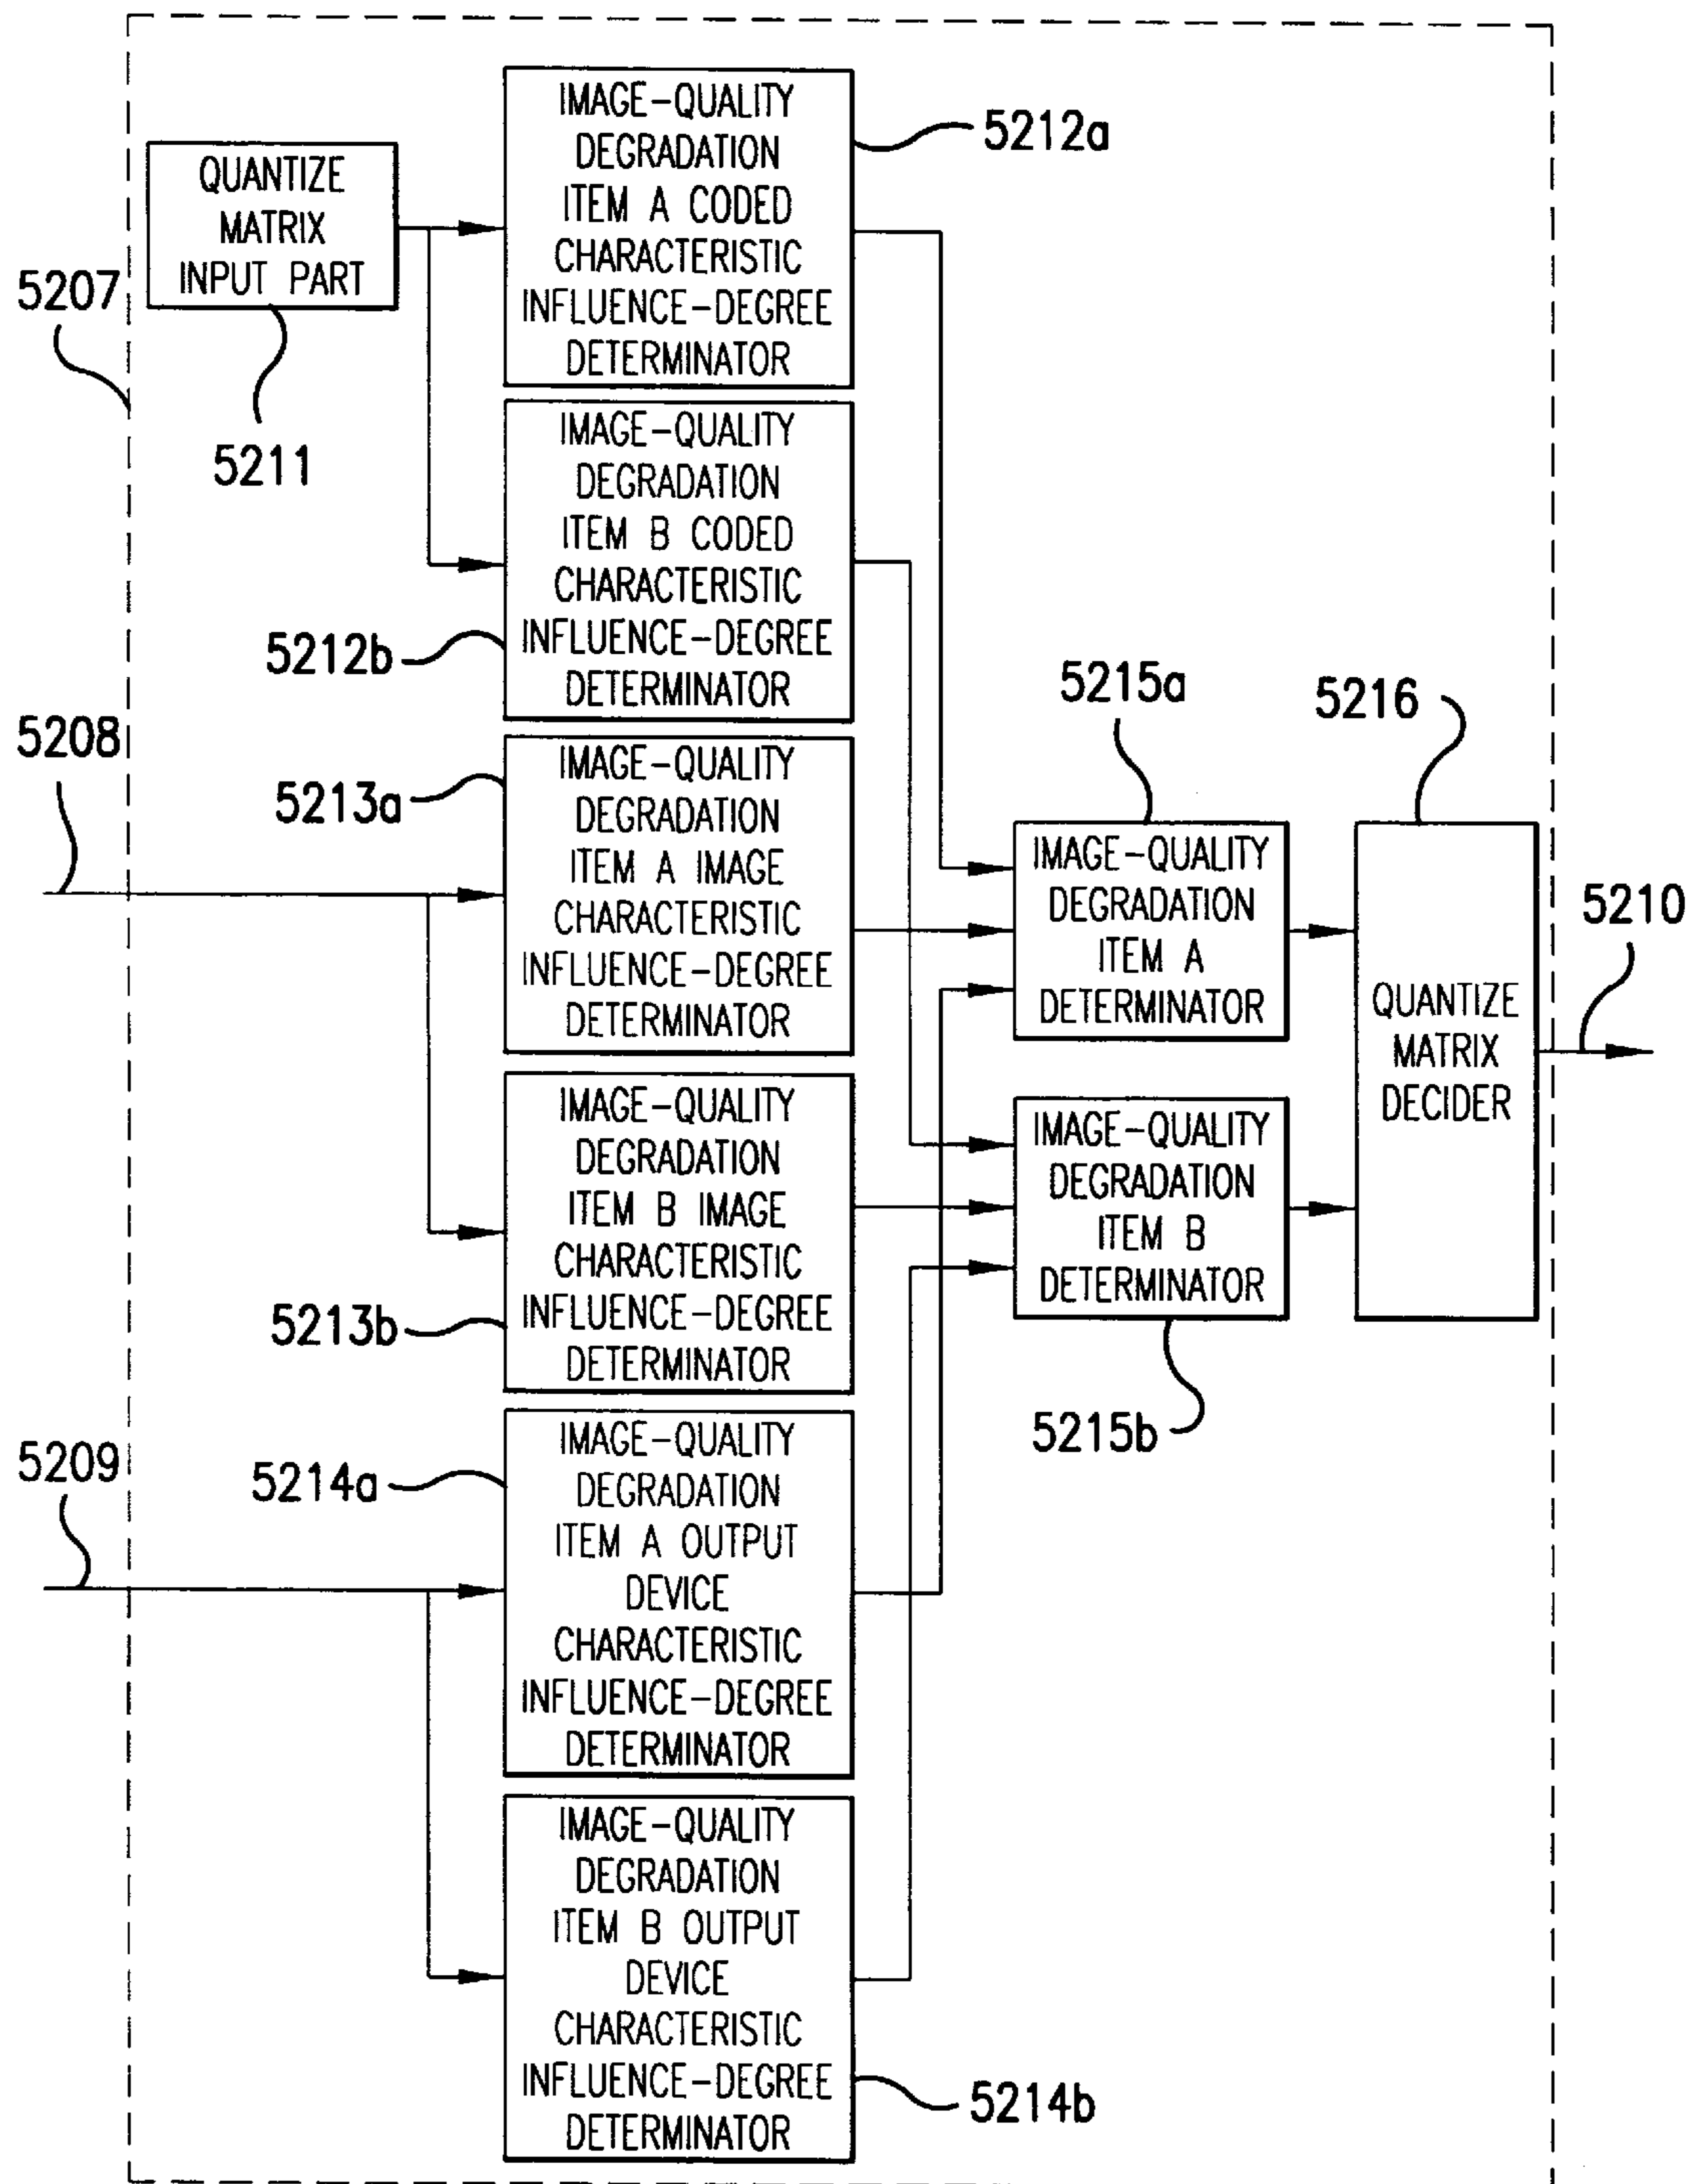 IMAGE-QUALITY
DEGRADATION
ITEM A CODED
CHARACTERISTIC
INFLUENCE-DEGREE
DETERMINATOR
5212a
QUANTIZE
MATRIX
INPUT PART
5207
5211
IMAGE-QUALITY
DEGRADATION
ITEM B CODED
CHARACTERISTIC
INFLUENCE-DEGREE
DETERMINATOR
5212b
5208
5213a
IMAGE-QUALITY
DEGRADATION
ITEM A IMAGE
CHARACTERISTIC
INFLUENCE-DEGREE
DETERMINATOR
5215a
5216
IMAGE-QUALITY
DEGRADATION
ITEM A
DETERMINATOR
QUANTIZE
MATRIX
DECIDER
5210
IMAGE-QUALITY
DEGRADATION
ITEM B IMAGE
CHARACTERISTIC
INFLUENCE-DEGREE
DETERMINATOR
5213b
IMAGE-QUALITY
DEGRADATION
ITEM B
DETERMINATOR
5215b
5209
5214a
IMAGE-QUALITY
DEGRADATION
ITEM A OUTPUT
DEVICE
CHARACTERISTIC
INFLUENCE-DEGREE
DETERMINATOR
IMAGE-QUALITY
DEGRADATION
ITEM B OUTPUT
DEVICE
CHARACTERISTIC
INFLUENCE-DEGREE
DETERMINATOR
5214b